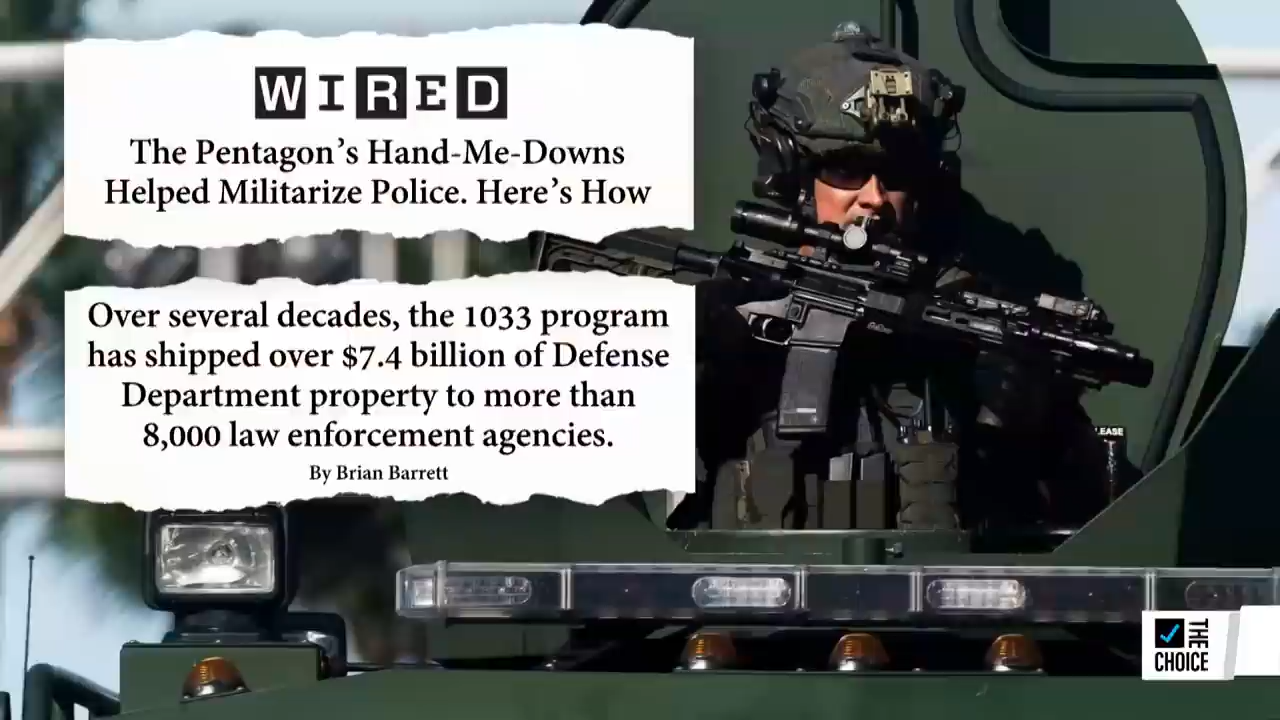 WIRED
The Pentagon's Hand-Me-Downs
Helped Militarize Police. Here's How
Over several decades, the 1033 program
has shipped over $7.4 billion of Defense
Department property to more than
8,000 law enforcement agencies.
By Brian Barrett
LEASE
THE
CHOICE